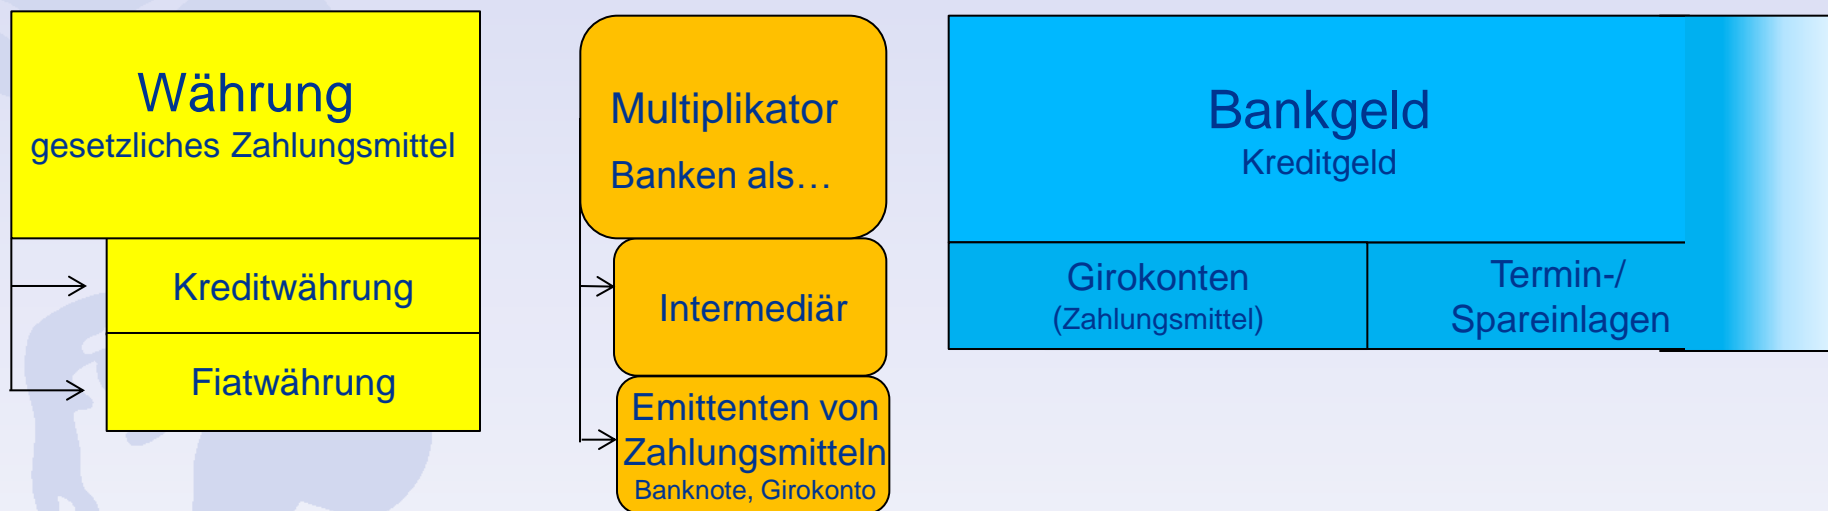 Währung
gesetzliches Zahlungsmittel
Kreditwährung
Fiatwährung
Multiplikator
Banken als…
Intermediär
Emittenten von
Zahlungsmitteln
Banknote, Girokonto
Bankgeld
Kreditgeld
Girokonten
(Zahlungsmittel)
Termin-/
Spareinlagen